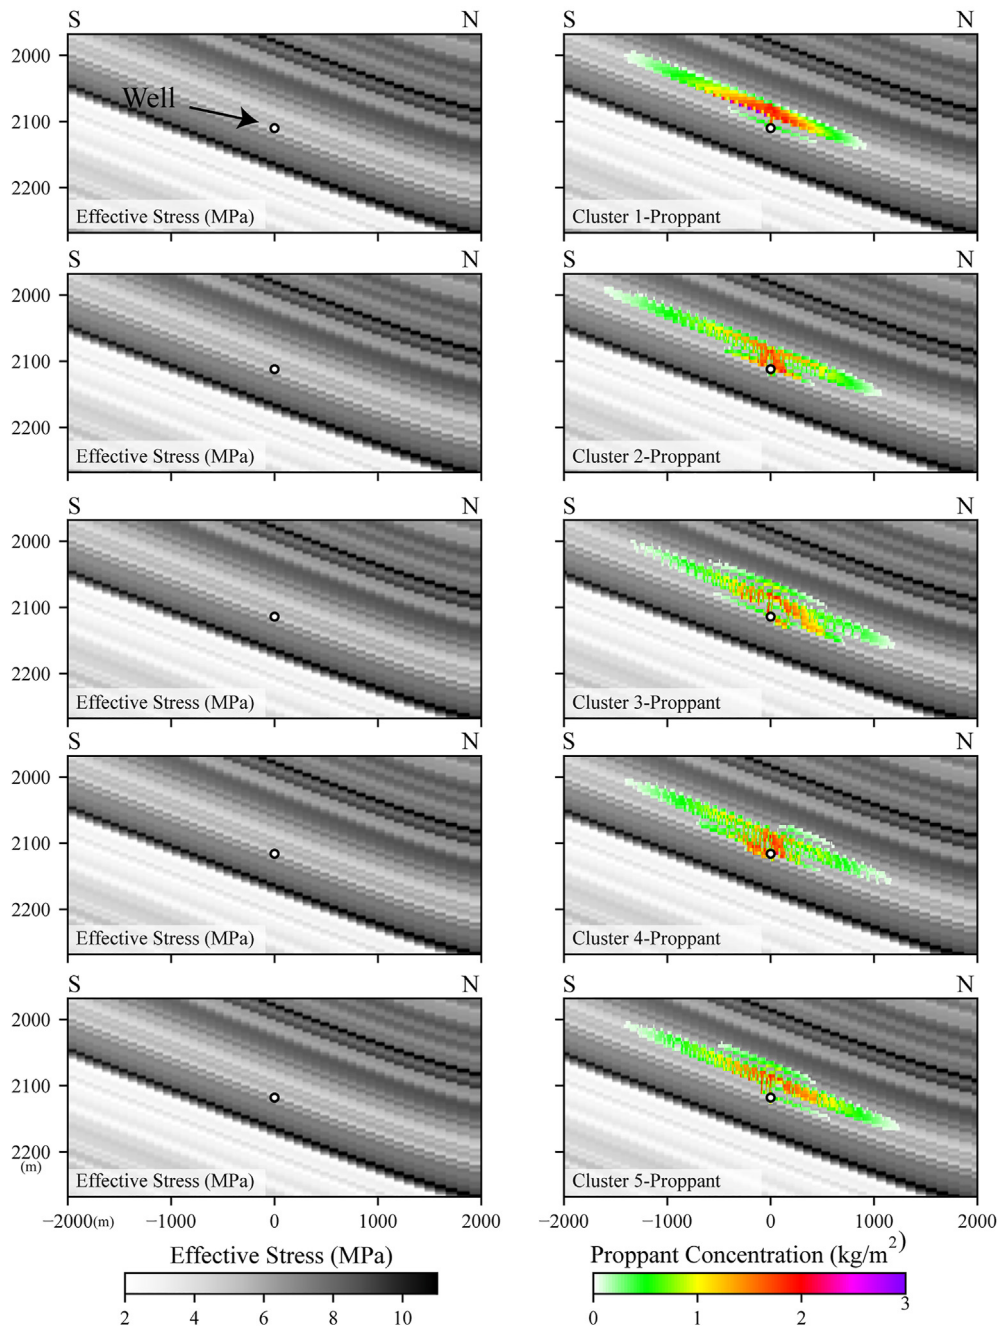 S N S N
2000
Well
2100
2200
Effective Stress (MPa) Cluster 1-Proppant
S N S N
2000
2100
2200
Effective Stress (MPa) Cluster 2-Proppant
S N S N
2000
2100
2200
Effective Stress (MPa) Cluster 3-Proppant
S N S N
2000
2100
2200
Effective Stress (MPa) Cluster 4-Proppant
S N S N
2000
2100
2200
(m)
Effective Stress (MPa) Cluster 5-Proppant
−2000(m) −1000 0 1000 2000 −2000 −1000 0 1000 2000
Effective Stress (MPa) Proppant Concentration (kg/m²)
2 4 6 8 10 0 1 2 3